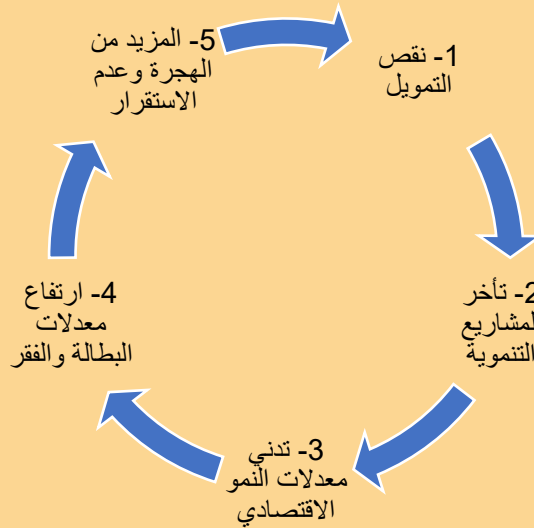 1- نقص
التمويل
2- تأخر
لمشاريع
التنموية
3- تدني
معدلات النمو
الاقتصادي
4- ارتفاع
معدلات
البطالة والفقر
5- المزيد من
الهجرة وعدم
الاستقرار